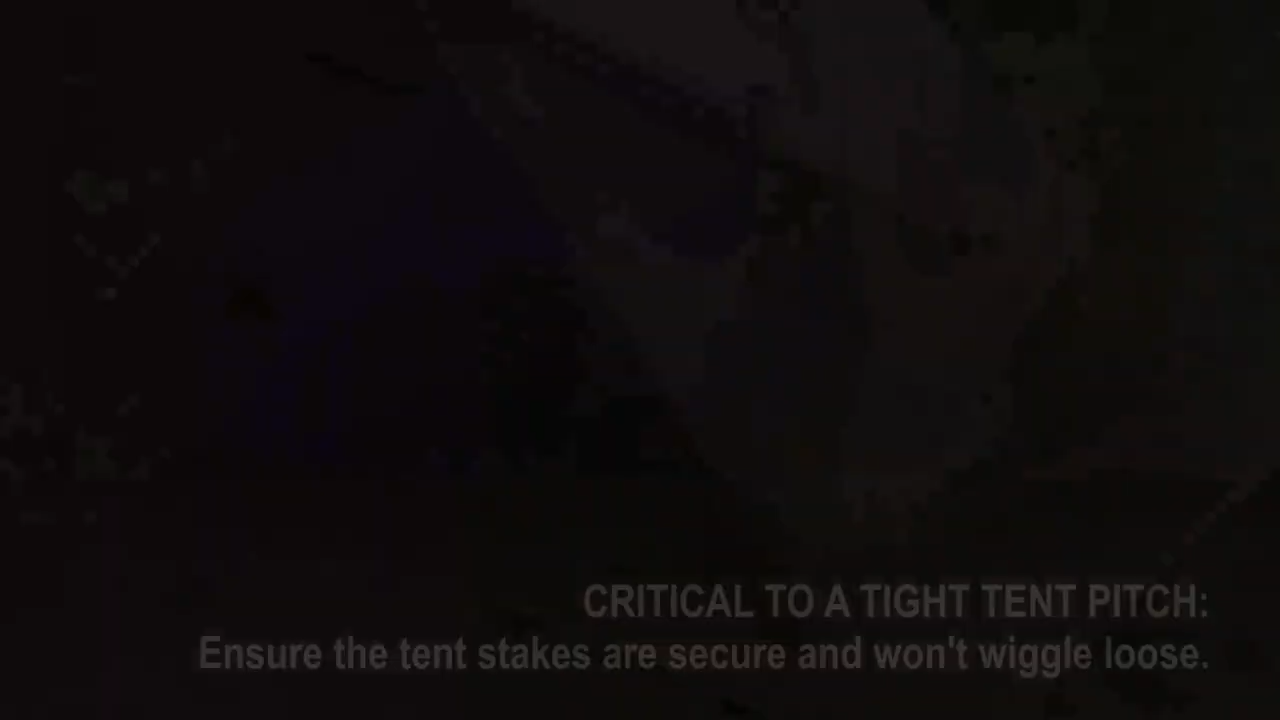 CRITICAL TO A TIGHT TENT PITCH:
Ensure the tent stakes are secure and won't wiggle loose.